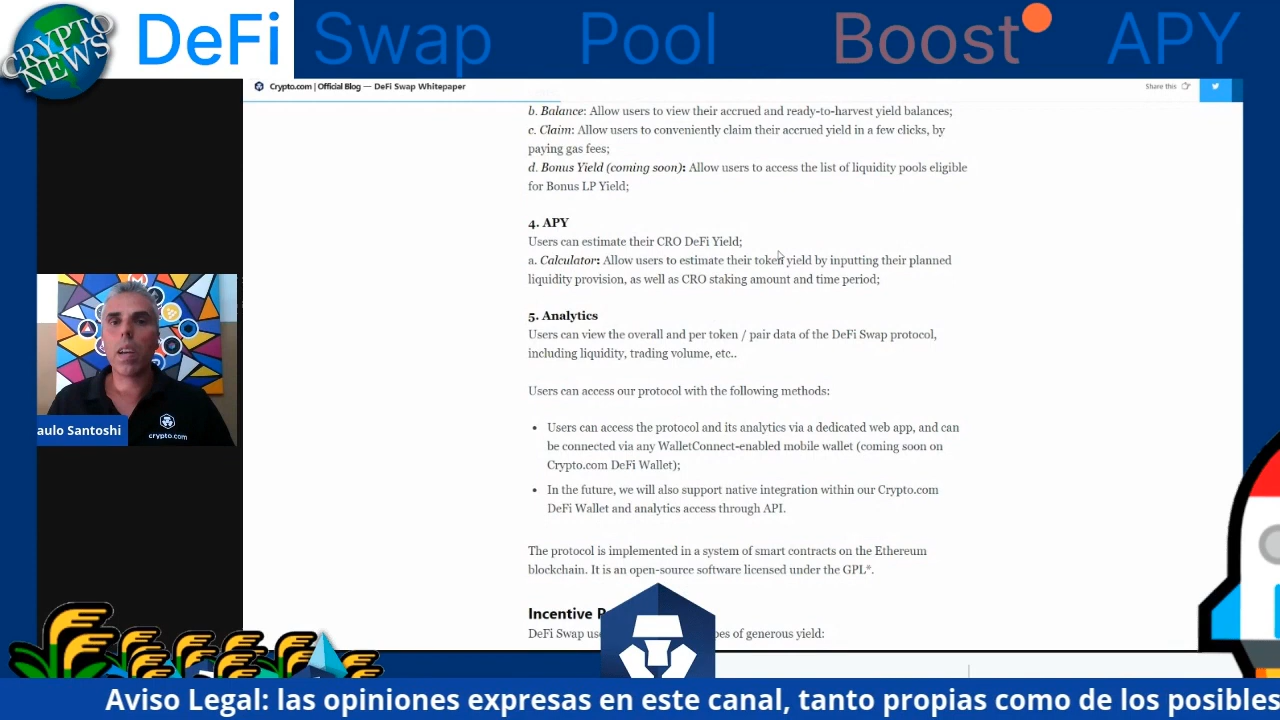 CRYPTO
NEWS
DeFi Swap Pool Boost APY
Crypto.com | Official Blog — DeFi Swap Whitepaper
Share this
b. Balance: Allow users to view their accrued and ready-to-harvest yield balances;
c. Claim: Allow users to conveniently claim their accrued yield in a few clicks, by
paying gas fees;
d. Bonus Yield (coming soon): Allow users to access the list of liquidity pools eligible
for Bonus LP Yield;
4. APY
Users can estimate their CRO DeFi Yield;
a. Calculator: Allow users to estimate their token yield by inputting their planned
liquidity provision, as well as CRO staking amount and time period;
5. Analytics
Users can view the overall and per token / pair data of the DeFi Swap protocol,
including liquidity, trading volume, etc..
Users can access our protocol with the following methods:
• Users can access the protocol and its analytics via a dedicated web app, and can
be connected via any WalletConnect-enabled mobile wallet (coming soon on
Crypto.com DeFi Wallet);
• In the future, we will also support native integration within our Crypto.com
DeFi Wallet and analytics access through API.
The protocol is implemented in a system of smart contracts on the Ethereum
blockchain. It is an open-source software licensed under the GPL*.
Incentive P
DeFi Swap us pes of generous yield:
aulo Santoshi
crypto.com
Aviso Legal: las opiniones expresas en este canal, tanto propias como de los posibles